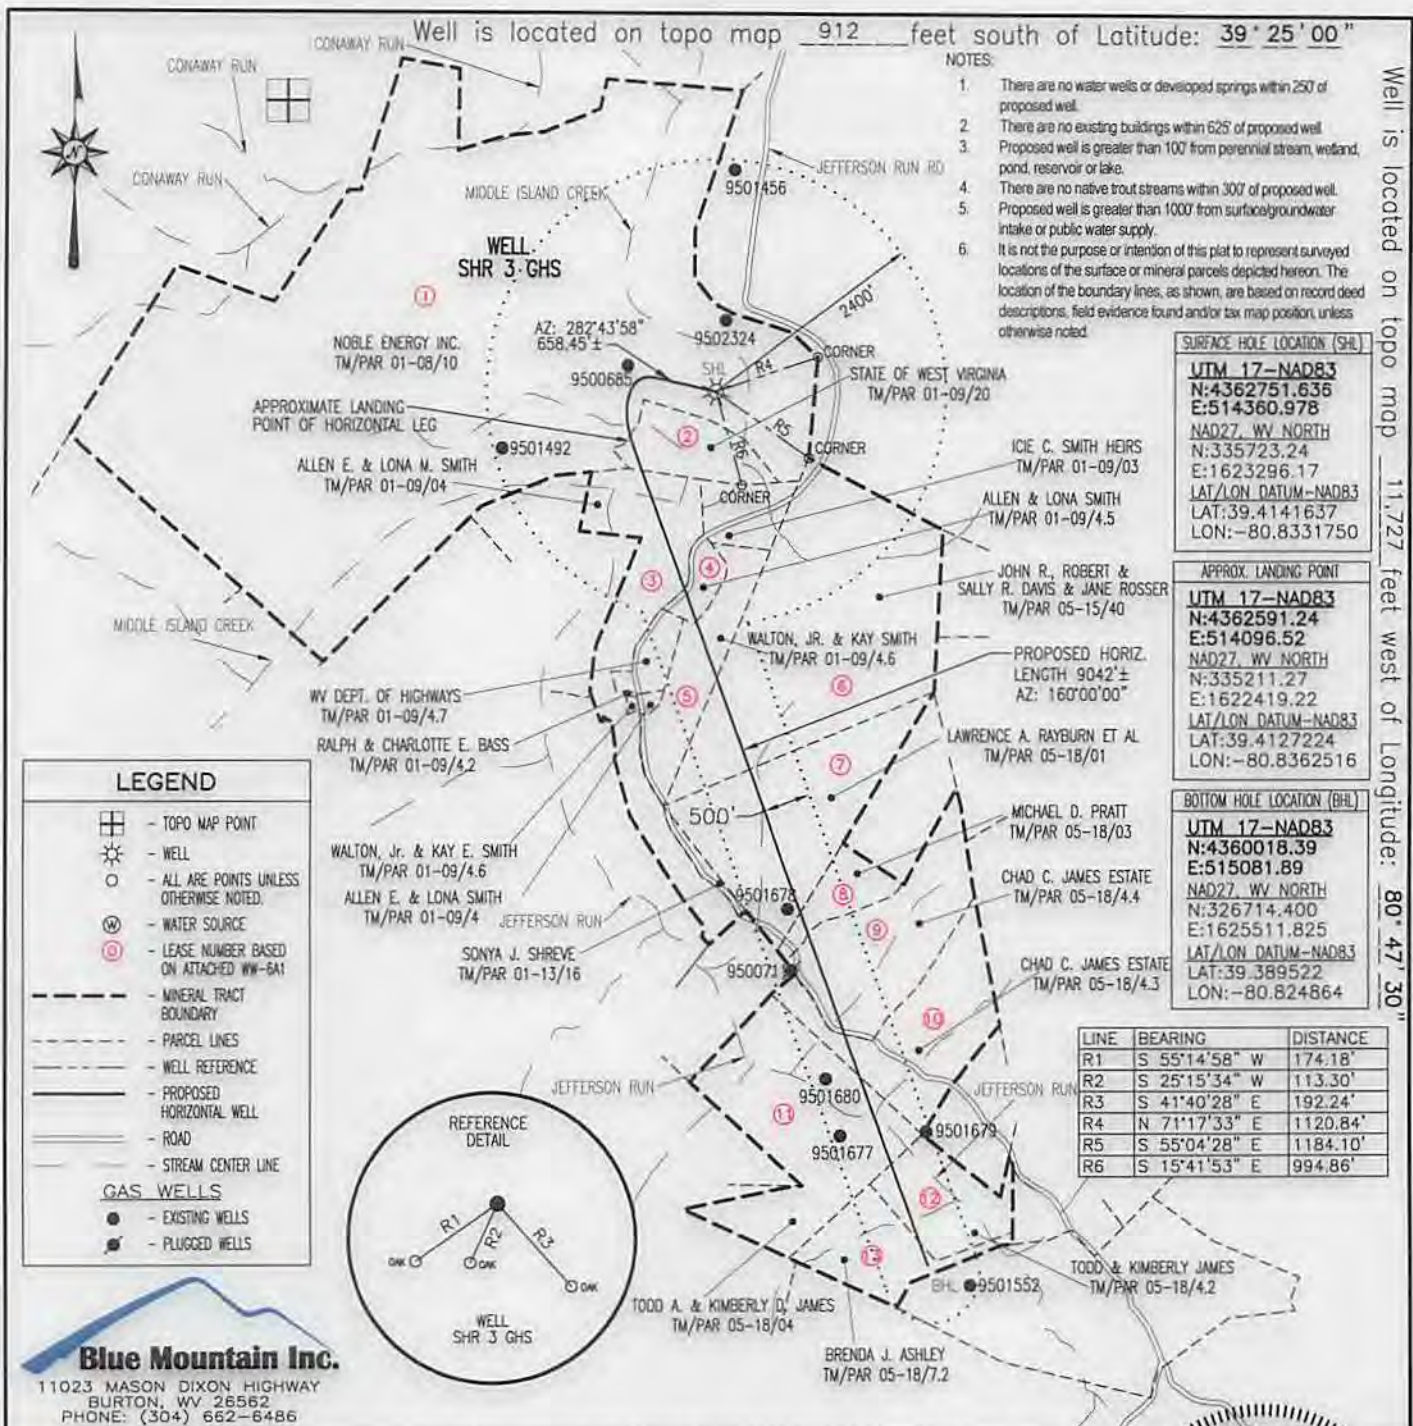 Well is located on topo map 912 feet south of Latitude: 39°25'00"
Well is located on topo map 11,727 feet west of Longitude: 80°47'30"
NOTES:
1. There are no water wells or developed springs within 250' of
proposed well.
2 There are no existing buildings within 625' of proposed well
3. Proposed well is greater than 100' from perennial stream, wetland,
pond, reservoir or lake.
4. There are no native trout streams within 300' of proposed well.
5. Proposed well is greater than 1000' from surface/groundwater
intake or public water supply.
6. It is not the purpose or intention of this plat to represent surveyed
locations of the surface or mineral parcels depicted hereon. The
location of the boundary lines, as shown, are based on record deed
descriptions, field evidence found and/or tax map position, unless
otherwise noted.
CONAWAY RUN
CONAWAY RUN
CONAWAY RUN
N
MIDDLE ISLAND CREEK
JEFFERSON RUN RD
9501456
WELL
SHR 3 GHS
1
2400'
NOBLE ENERGY INC.
TM/PAR 01-08/10
AZ: 282°43'58"
658.45'±
9502324
9500685
SHL
R4
CORNER
STATE OF WEST VIRGINIA
TM/PAR 01-09/20
APPROXIMATE LANDING
POINT OF HORIZONTAL LEG
2
R5
R6
CORNER
CORNER
9501492
ALLEN E. & LONA M. SMITH
TM/PAR 01-09/04
ICIE C. SMITH HEIRS
TM/PAR 01-09/03
ALLEN & LONA SMITH
TM/PAR 01-09/4.5
3
4
JOHN R., ROBERT &
SALLY R. DAVIS & JANE ROSSER
TM/PAR 05-15/40
MIDDLE ISLAND CREEK
WALTON, JR. & KAY SMITH
TM/PAR 01-09/4.6
PROPOSED HORIZ.
LENGTH 9042'±
AZ: 160°00'00"
5
6
WV DEPT. OF HIGHWAYS
TM/PAR 01-09/4.7
RALPH & CHARLOTTE E. BASS
TM/PAR 01-09/4.2
LAWRENCE A. RAYBURN ET AL
TM/PAR 05-18/01
7
500'
MICHAEL D. PRATT
TM/PAR 05-18/03
WALTON, Jr. & KAY E. SMITH
TM/PAR 01-09/4.6
ALLEN E. & LONA SMITH
TM/PAR 01-09/4
CHAD C. JAMES ESTATE
TM/PAR 05-18/4.4
8
9501678
JEFFERSON RUN
9
SONYA J. SHREVE
TM/PAR 01-13/16
950071
CHAD C. JAMES ESTATE
TM/PAR 05-18/4.3
10
JEFFERSON RUN
JEFFERSON RUN
9501680
11
9501677
9501679
12
13
TODD & KIMBERLY JAMES
TM/PAR 05-18/4.2
BHL
9501552
TODD A. & KIMBERLY D. JAMES
TM/PAR 05-18/04
BRENDA J. ASHLEY
TM/PAR 05-18/7.2
SURFACE HOLE LOCATION (SHL)
UTM 17-NAD83
N:4362751.636
E:514360.978
NAD27, WV NORTH
N:335723.24
E:1623296.17
LAT/LON DATUM-NAD83
LAT:39.4141637
LON:-80.8331750
APPROX. LANDING POINT
UTM 17-NAD83
N:4362591.24
E:514096.52
NAD27, WV NORTH
N:335211.27
E:1622419.22
LAT/LON DATUM-NAD83
LAT:39.4127224
LON:-80.8362516
BOTTOM HOLE LOCATION (BHL)
UTM 17-NAD83
N:4360018.39
E:515081.89
NAD27, WV NORTH
N:326714.400
E:1625511.825
LAT/LON DATUM-NAD83
LAT:39.389522
LON:-80.824864
LINE BEARING DISTANCE
R1 S 55°14'58" W 174.18'
R2 S 25°15'34" W 113.30'
R3 S 41°40'28" E 192.24'
R4 N 71°17'33" E 1120.84'
R5 S 55°04'28" E 1184.10'
R6 S 15°41'53" E 994.86'
LEGEND
- TOPO MAP POINT
- WELL
- ALL ARE POINTS UNLESS
OTHERWISE NOTED.
W - WATER SOURCE
0 - LEASE NUMBER BASED
ON ATTACHED WW-6A1
- MINERAL TRACT
BOUNDARY
- PARCEL LINES
- WELL REFERENCE
- PROPOSED
HORIZONTAL WELL
- ROAD
- STREAM CENTER LINE
GAS WELLS
- EXISTING WELLS
- PLUGGED WELLS
REFERENCE
DETAIL
R1
R2
R3
OAK
OAK
OAK
WELL
SHR 3 GHS
Blue Mountain Inc.
11023 MASON DIXON HIGHWAY
BURTON, WV 26562
PHONE: (304) 662-6486